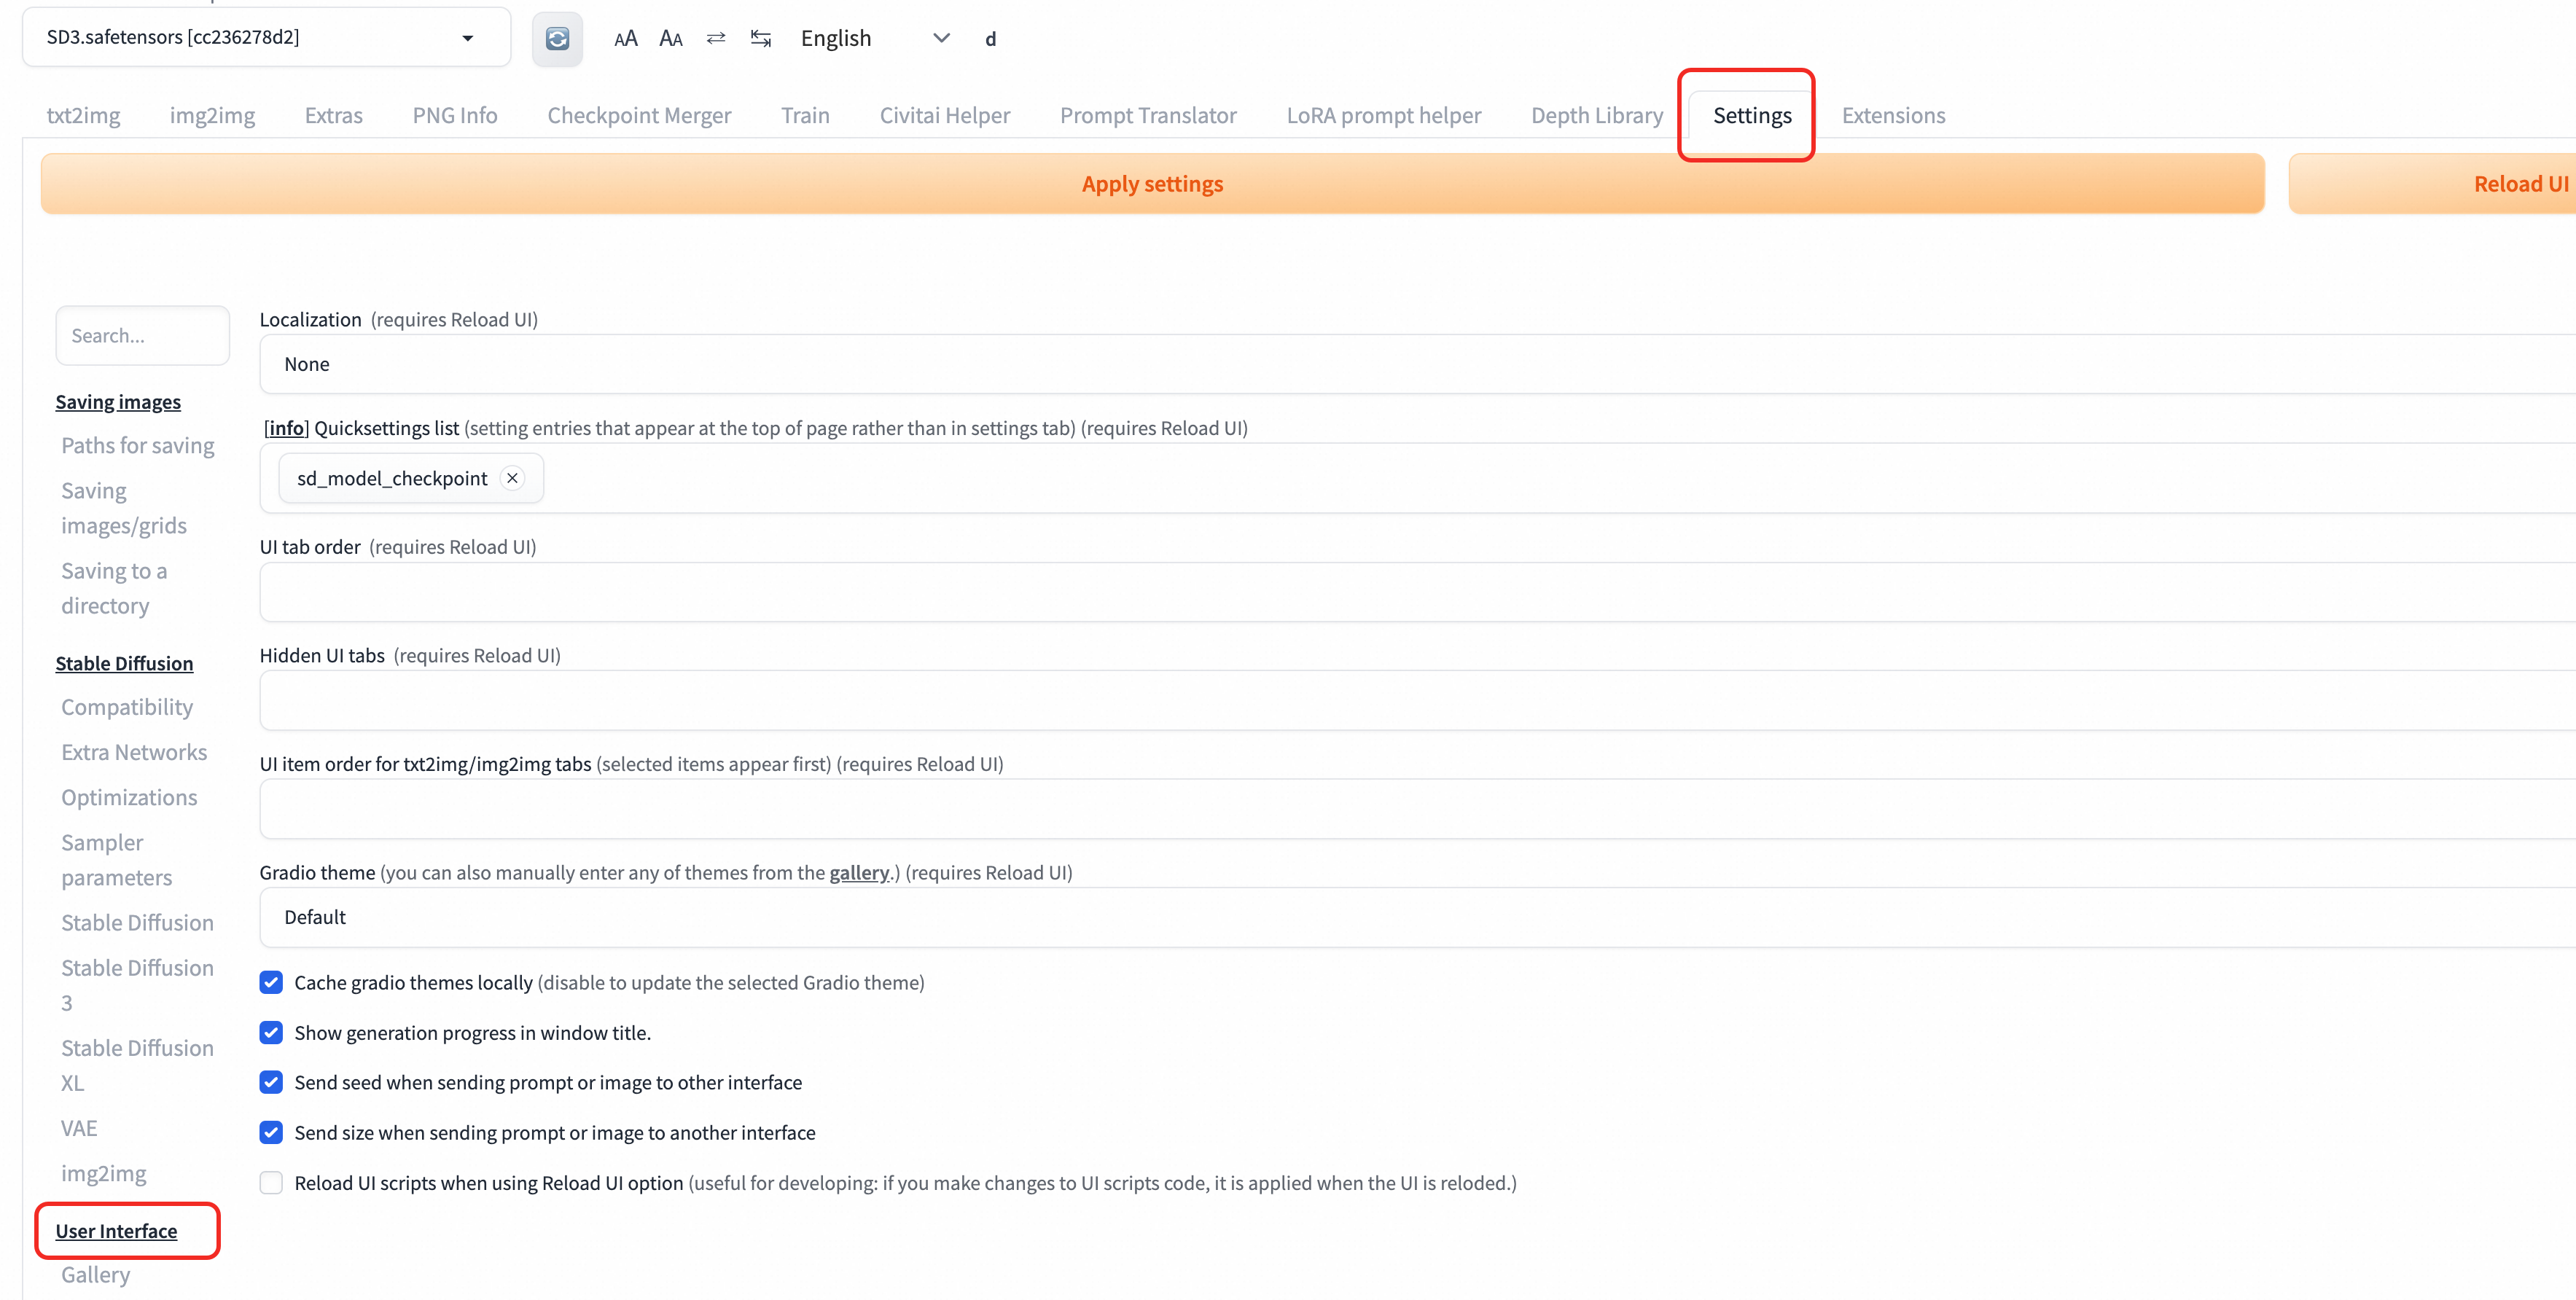 SD3.safetensors [cc236278d2]
AA AA English d
txt2img img2img Extras PNG Info Checkpoint Merger Train Civitai Helper Prompt Translator LoRA prompt helper Depth Library Settings Extensions
Apply settings
Reload UI
Search...
Saving images
Paths for saving
Saving
images/grids
Saving to a
directory
Stable Diffusion
Compatibility
Extra Networks
Optimizations
Sampler
parameters
Stable Diffusion
Stable Diffusion
3
Stable Diffusion
XL
VAE
img2img
User Interface
Gallery
Localization (requires Reload UI)
None
[info] Quicksettings list (setting entries that appear at the top of page rather than in settings tab) (requires Reload UI)
sd_model_checkpoint
UI tab order (requires Reload UI)
Hidden UI tabs (requires Reload UI)
UI item order for txt2img/img2img tabs (selected items appear first) (requires Reload UI)
Gradio theme (you can also manually enter any of themes from the gallery.) (requires Reload UI)
Default
Cache gradio themes locally (disable to update the selected Gradio theme)
Show generation progress in window title.
Send seed when sending prompt or image to other interface
Send size when sending prompt or image to another interface
Reload UI scripts when using Reload UI option (useful for developing: if you make changes to UI scripts code, it is applied when the UI is reloded.)